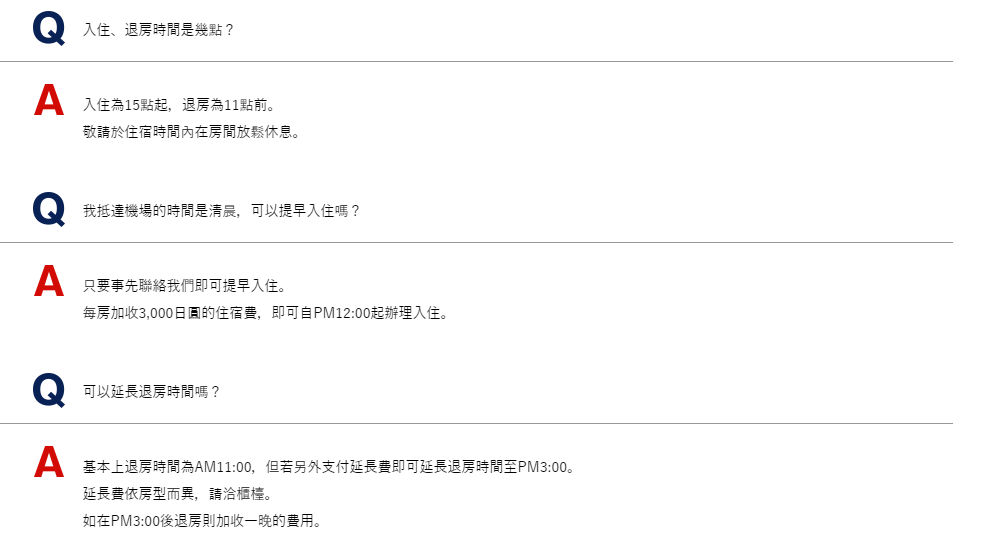 Q 入住、退房時間是幾點？
A 入住為15點起，退房為11點前。
敬請於住宿時間內在房間放鬆休息。
Q 我抵達機場的時間是清晨，可以提早入住嗎？
A 只要事先聯絡我們即可提早入住。
每房加收3,000日圓的住宿費，即可自PM12:00起辦理入住。
Q 可以延長退房時間嗎？
A 基本上退房時間為AM11:00，但若另外支付延長費即可延長退房時間至PM3:00。
延長費依房型而異，請洽櫃檯。
如在PM3:00後退房則加收一晚的費用。